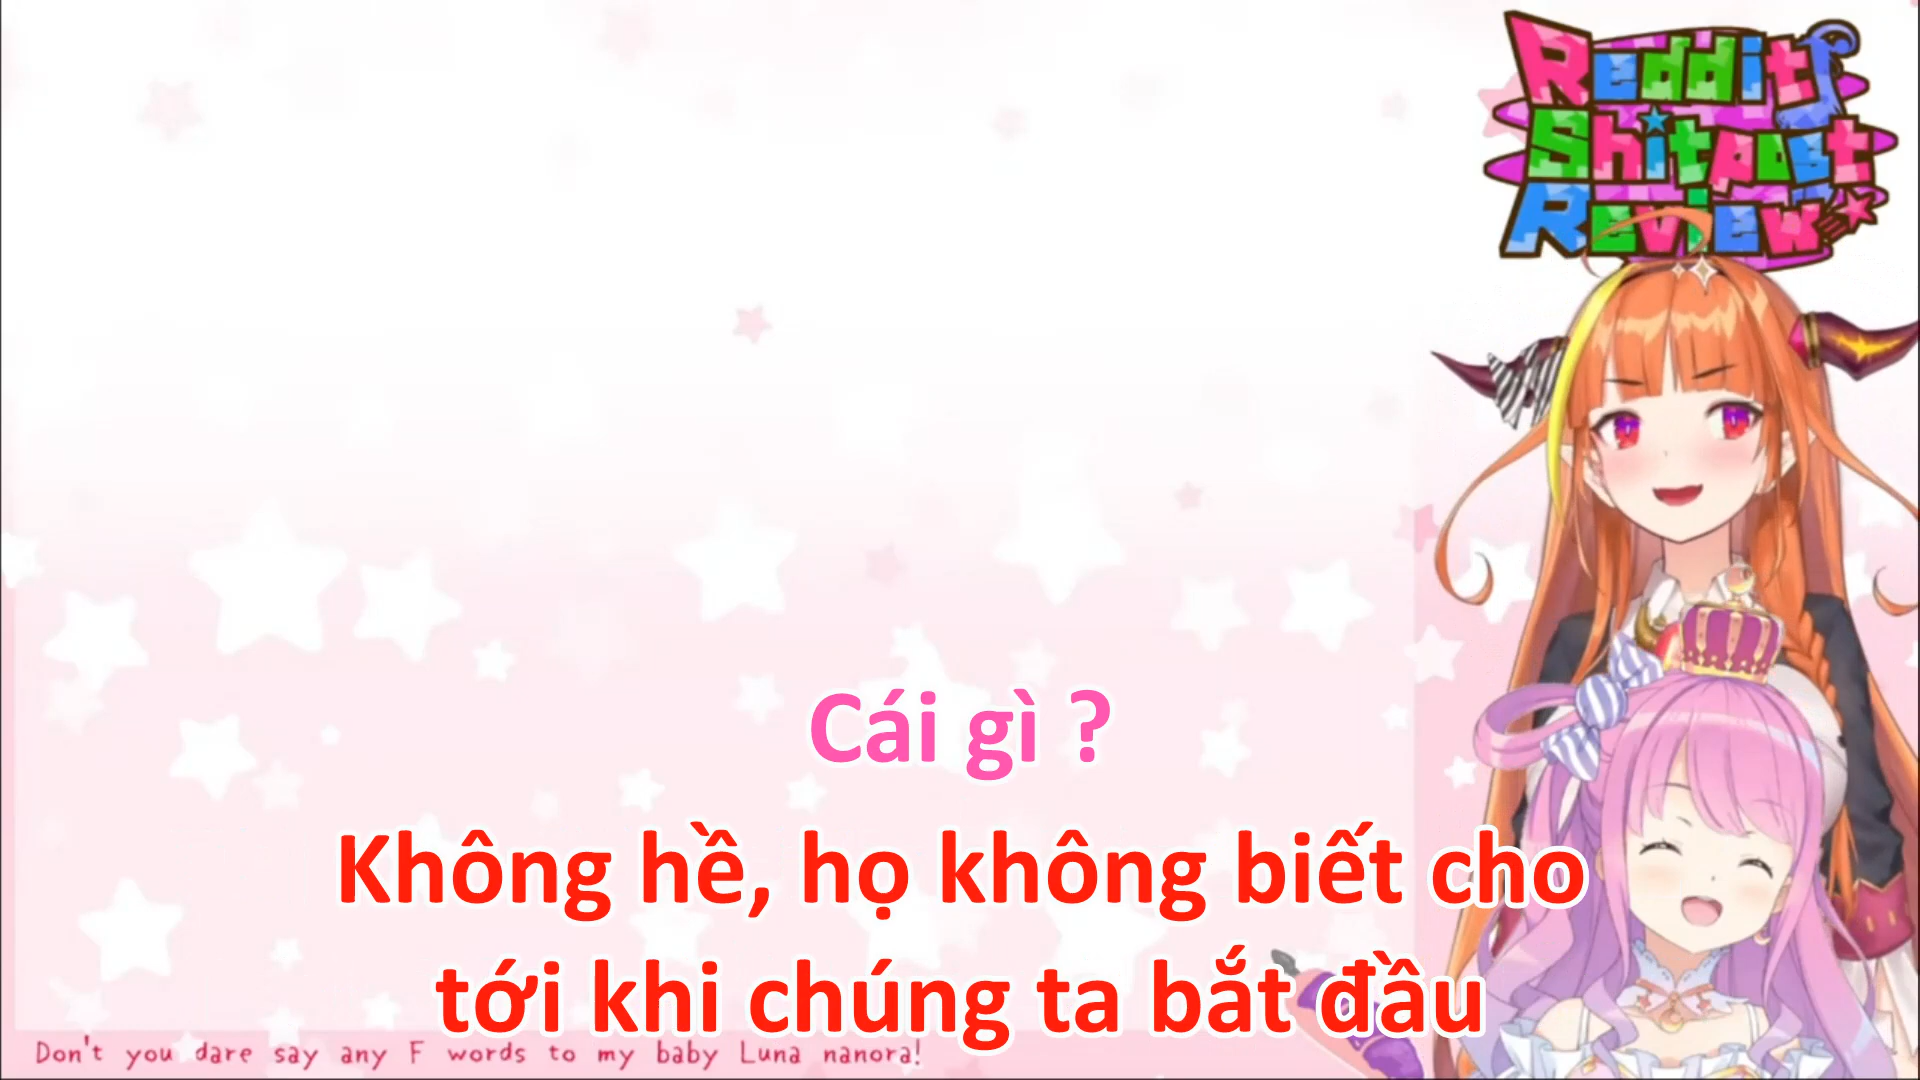 Reddit
Shitpost
Review
Cái gì ?
Không hề, họ không biết cho
tới khi chúng ta bắt đầu
Don't you dare say any F words to my baby Luna nanora!